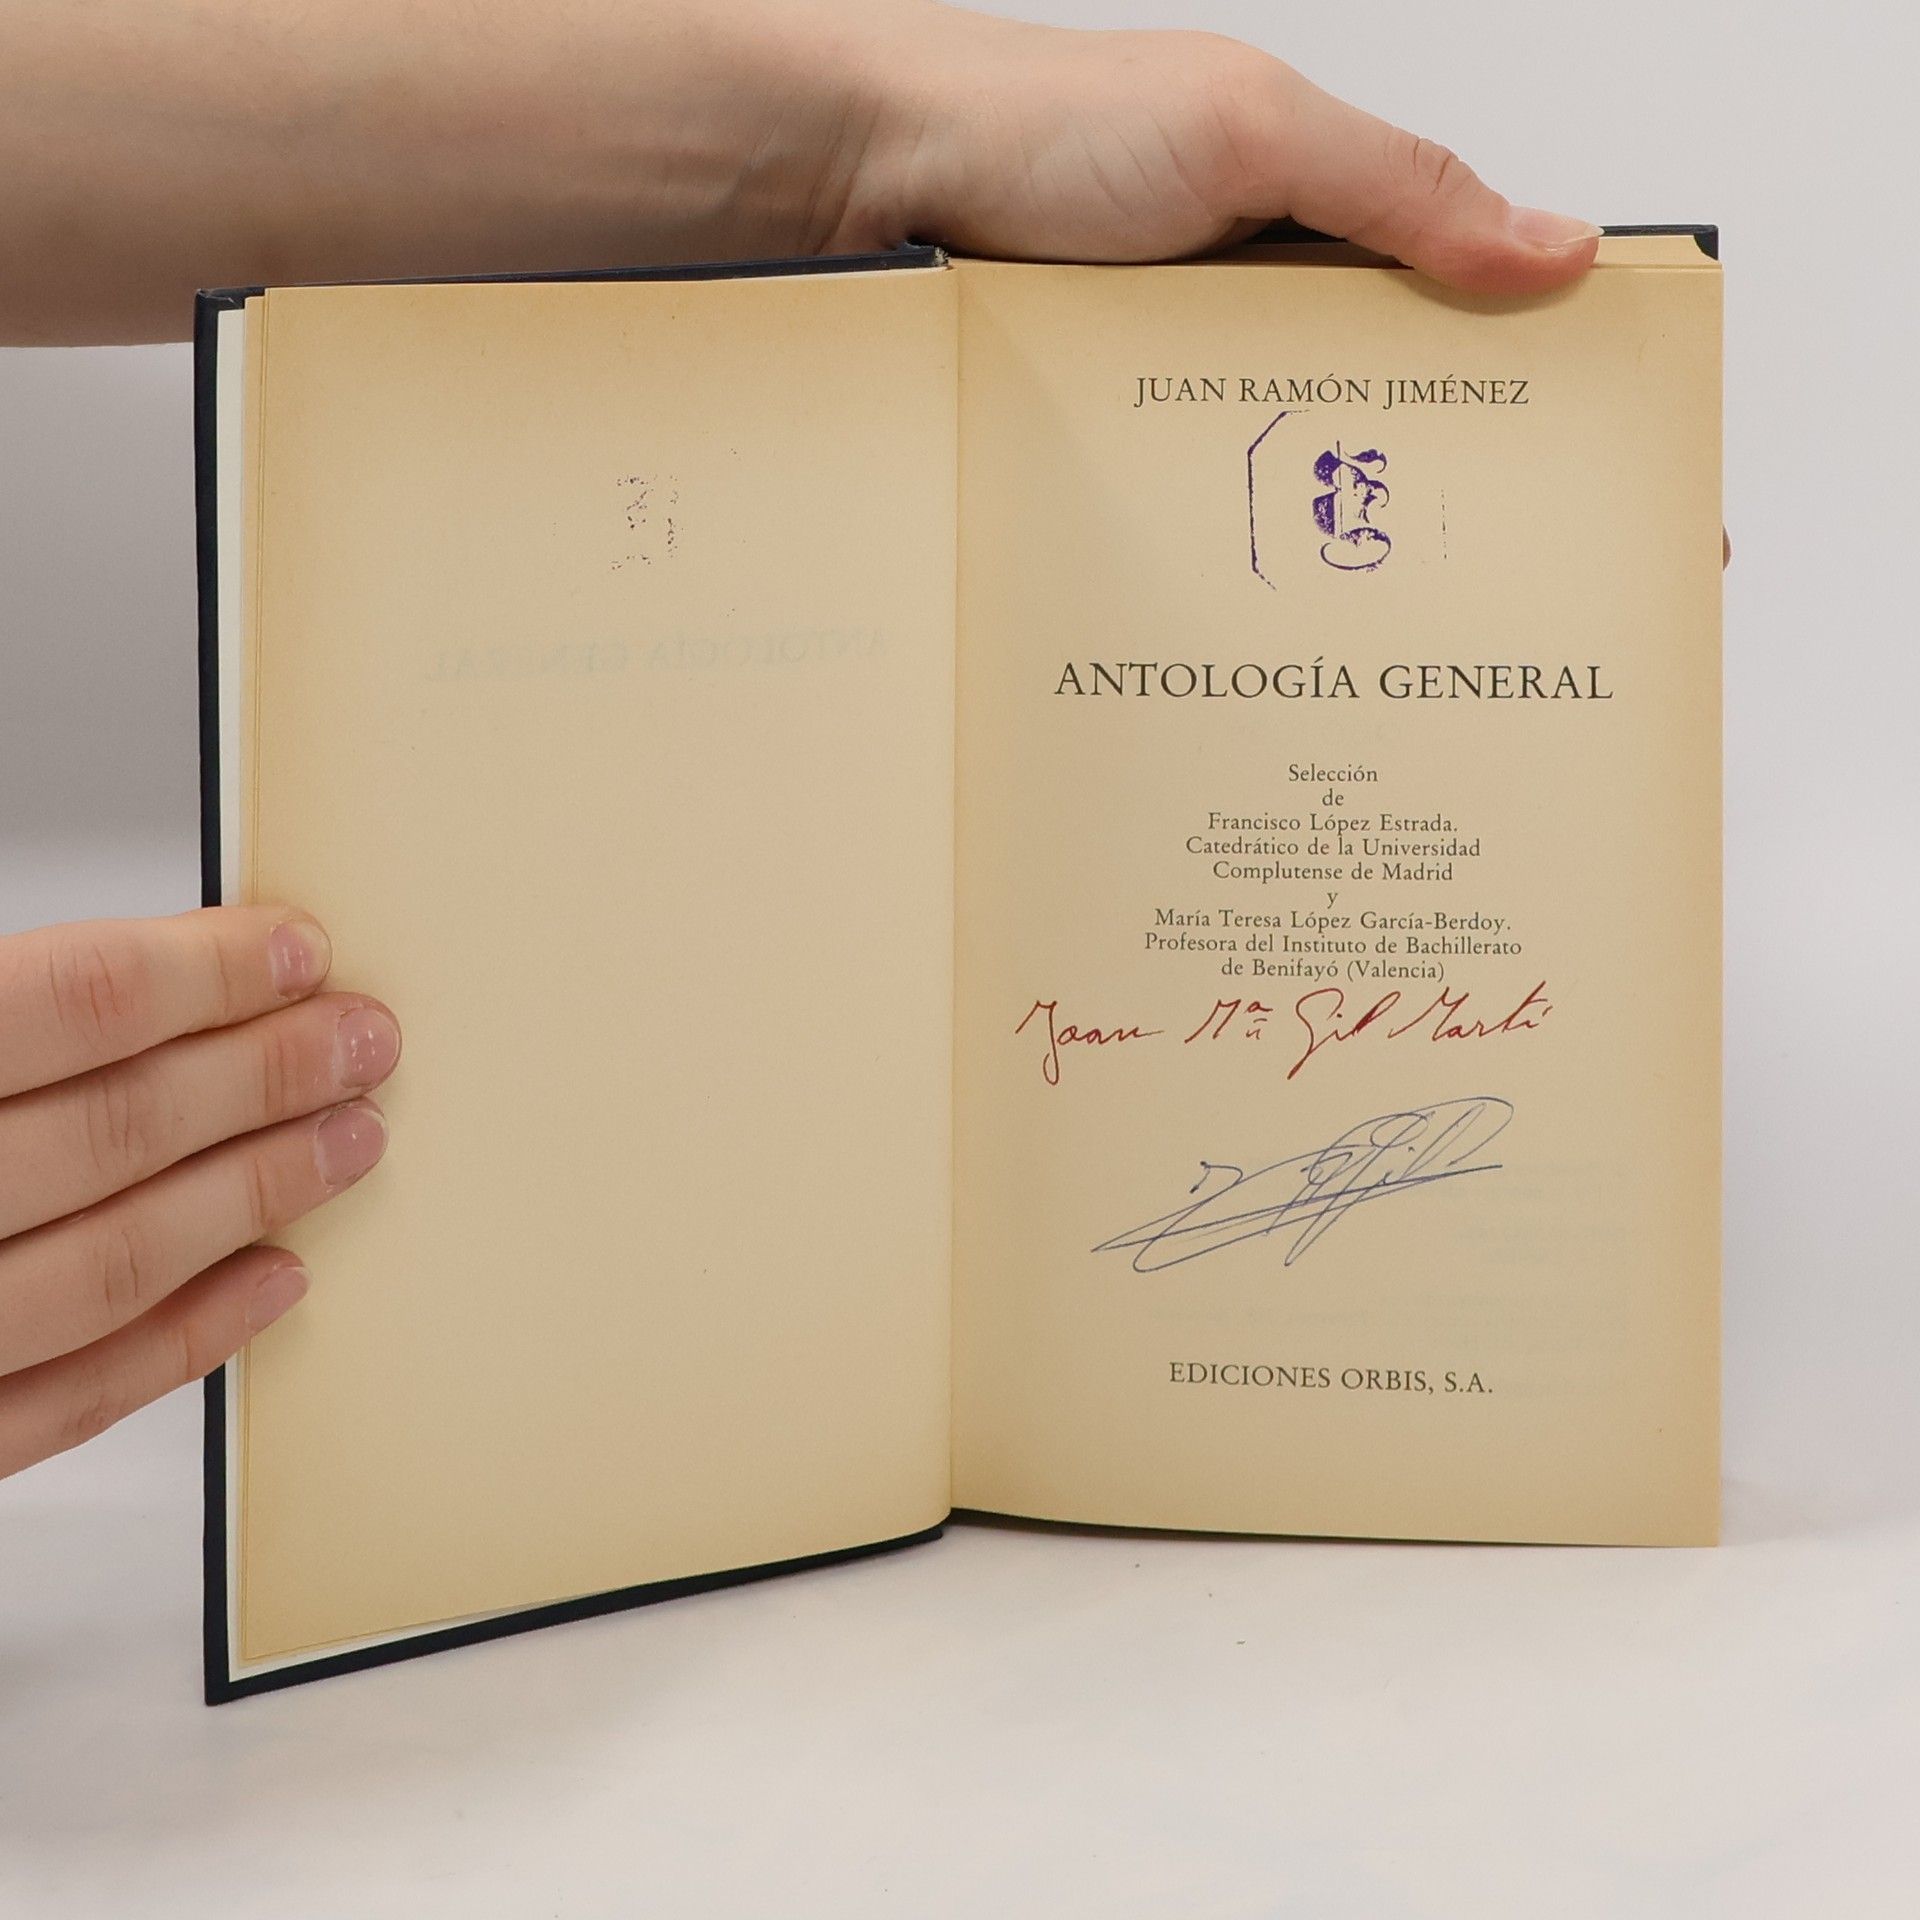 JUAN RAMÓN JIMÉNEZ
ANTOLOGÍA GENERAL
Selección
de
Francisco López Estrada.
Catedrático de la Universidad
Complutense de Madrid
y
María Teresa López García-Berdoy.
Profesora del Instituto de Bachillerato
de Benifayó (Valencia)
Joan Mª Gil Martí
EDICIONES ORBIS, S.A.